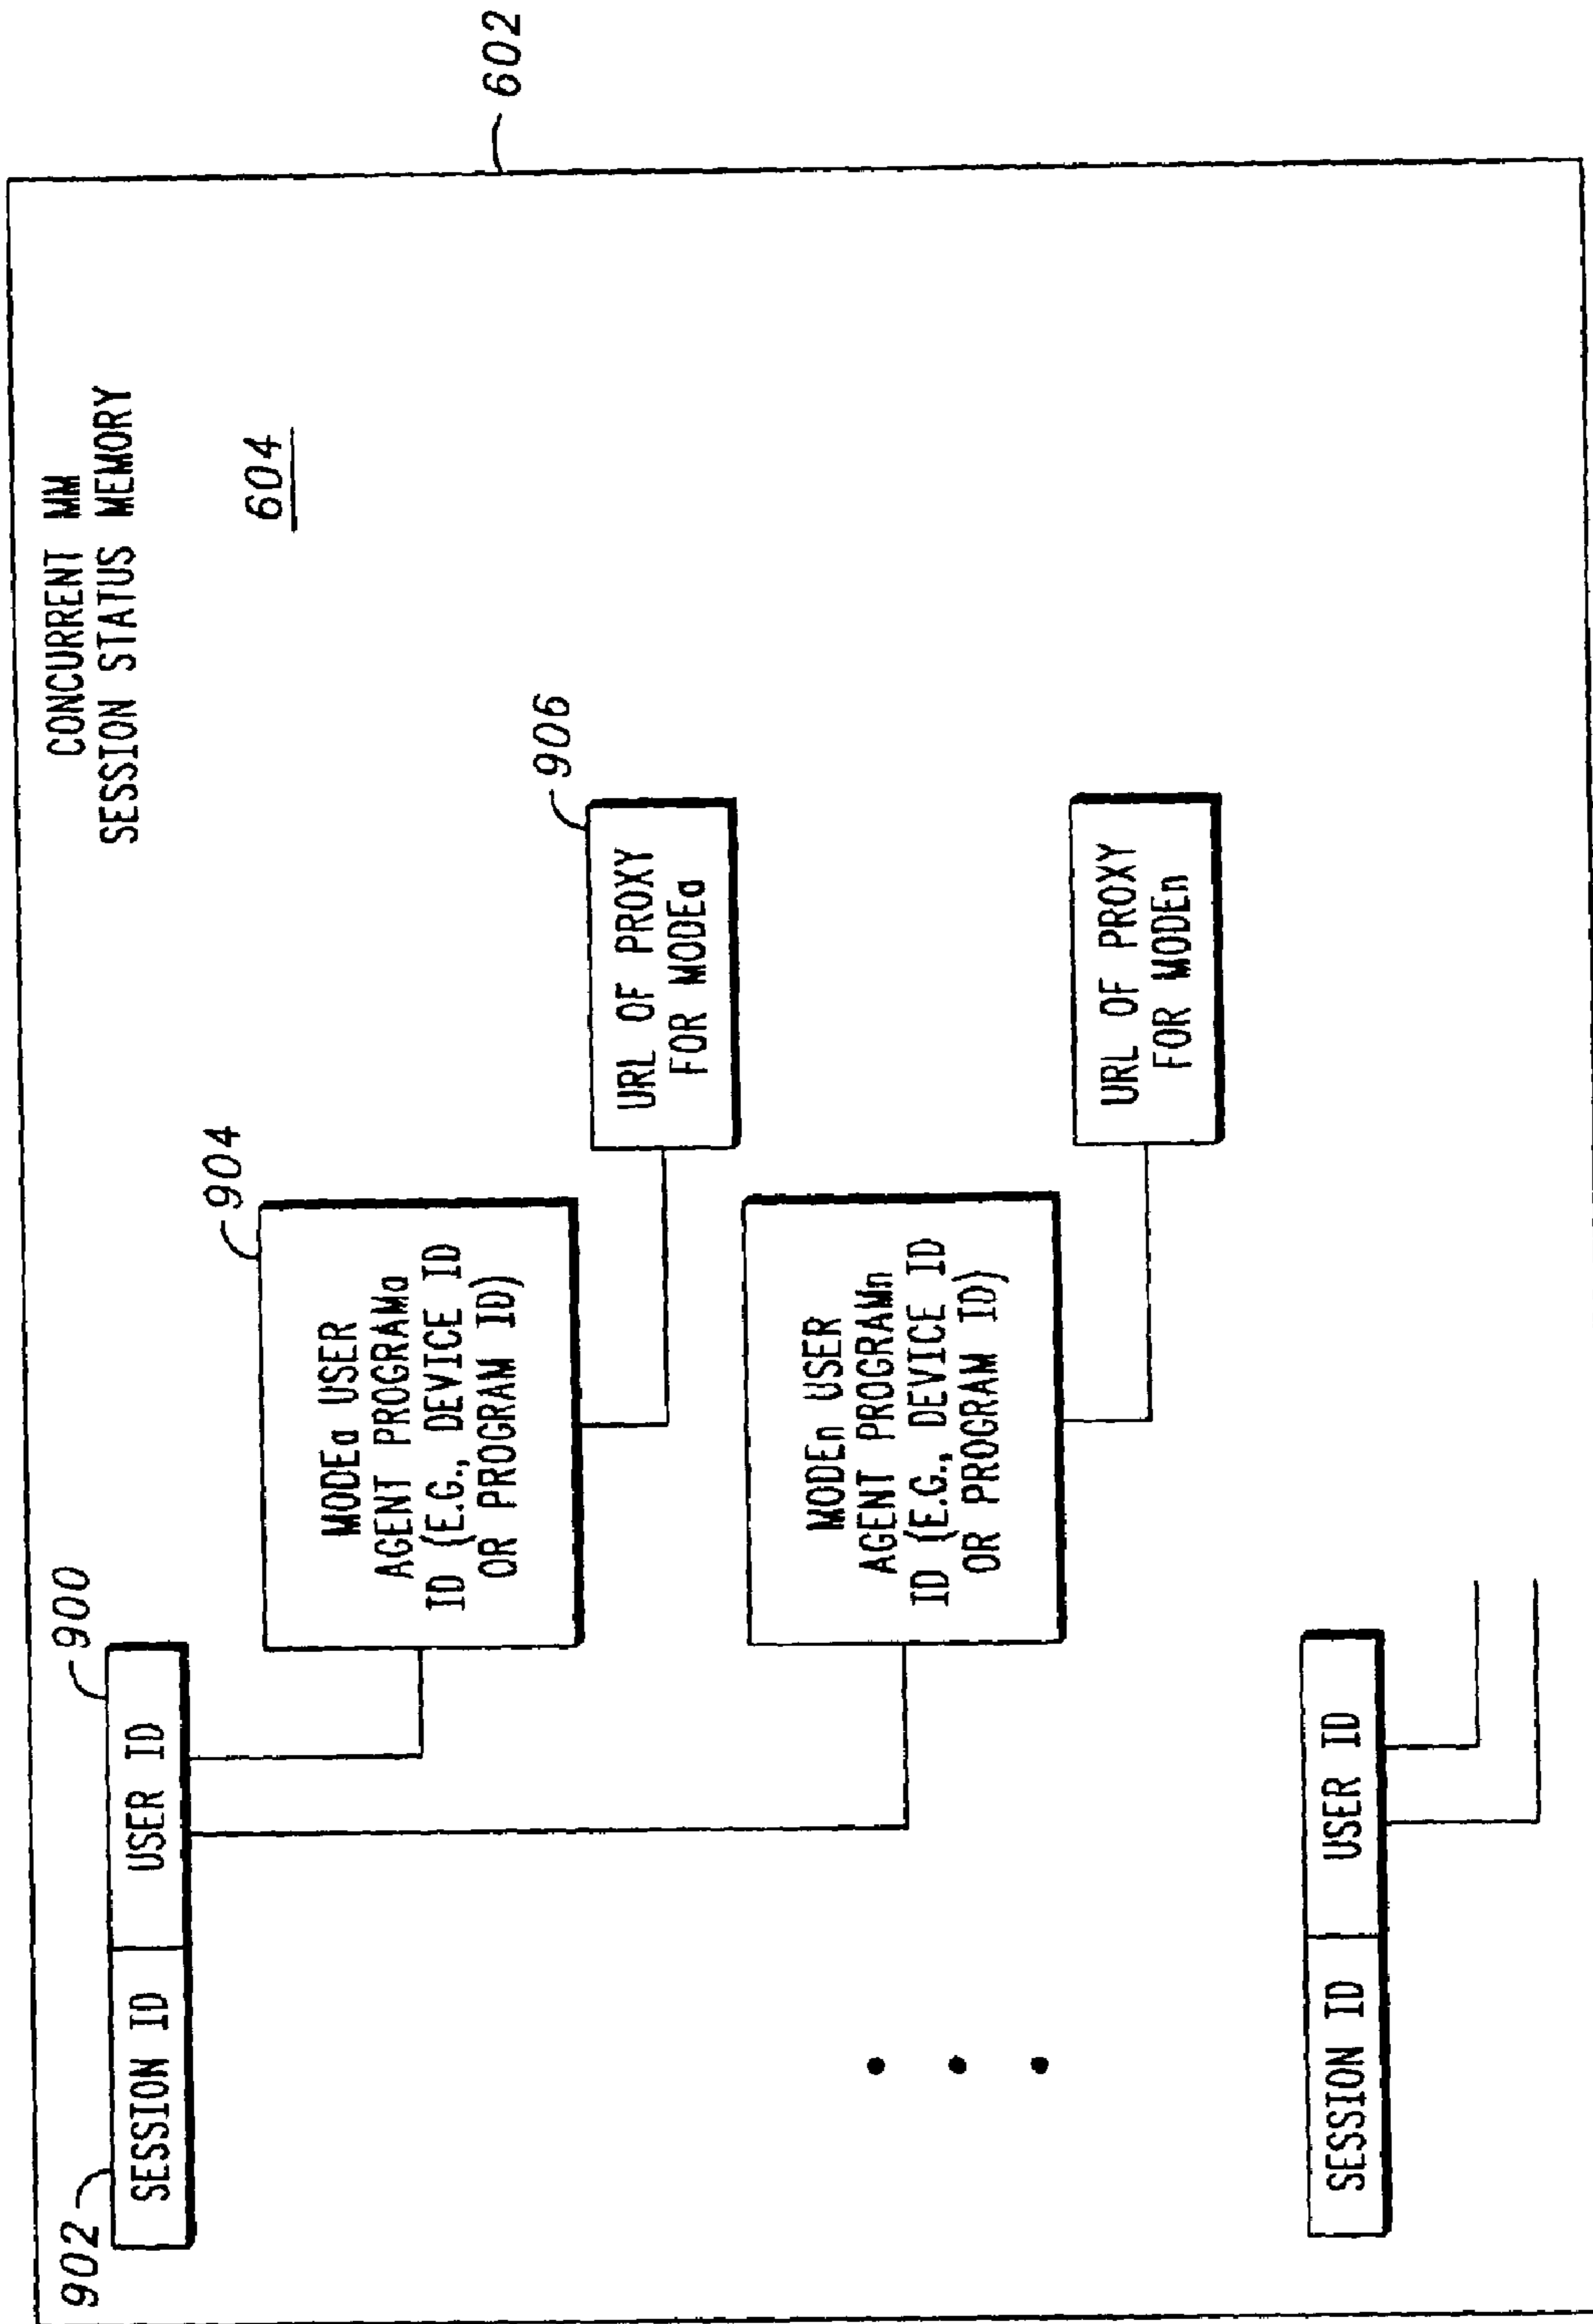 CONCURRENT MM
SESSION STATUS MEMORY
602
604
902
SESSION ID
USER ID
900
904
MODEa USER
AGENT PROGRAMa
ID (E.G., DEVICE ID
OR PROGRAM ID)
906
URL OF PROXY
FOR MODEa
MODEn USER
AGENT PROGRAMn
ID (E.G., DEVICE ID
OR PROGRAM ID)
URL OF PROXY
FOR MODEn
SESSION ID
USER ID